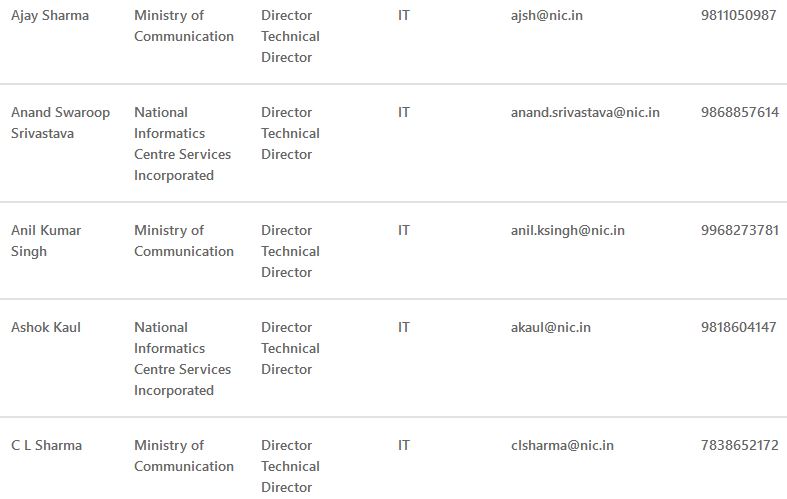 Ajay Sharma Ministry of Director IT ajsh@nic.in 9811050987
Communication Technical
Director
Anand Swaroop National Director IT anand.srivastava@nic.in 9868857614
Srivastava Informatics Technical
Centre Services Director
Incorporated
Anil Kumar Ministry of Director IT anil.ksingh@nic.in 9968273781
Singh Communication Technical
Director
Ashok Kaul National Director IT akaul@nic.in 9818604147
Informatics Technical
Centre Services Director
Incorporated
C L Sharma Ministry of Director IT clsharma@nic.in 7838652172
Communication Technical
Director